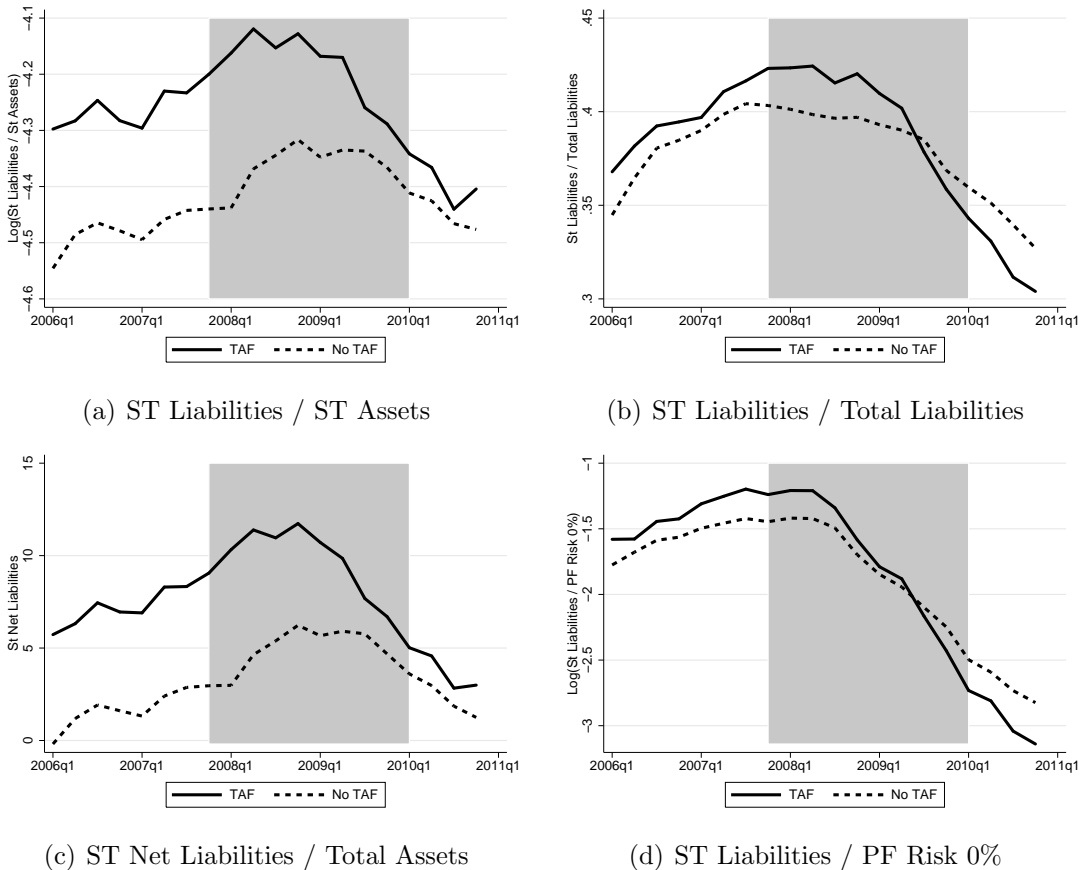 Log(St Liabilities / St Assets)
−4.1
−4.2
−4.3
−4.4
−4.5
−4.6
2006q1 2007q1 2008q1 2009q1 2010q1 2011q1
TAF No TAF
(a) ST Liabilities / ST Assets
St Liabilities / Total Liabilities
.45
.4
.35
.3
2006q1 2007q1 2008q1 2009q1 2010q1 2011q1
TAF No TAF
(b) ST Liabilities / Total Liabilities
St Net Liabilities
15
10
5
0
2006q1 2007q1 2008q1 2009q1 2010q1 2011q1
TAF No TAF
(c) ST Net Liabilities / Total Assets
Log(St Liabilities / PF Risk 0%)
−1
−1.5
−2
−2.5
−3
2006q1 2007q1 2008q1 2009q1 2010q1 2011q1
TAF No TAF
(d) ST Liabilities / PF Risk 0%